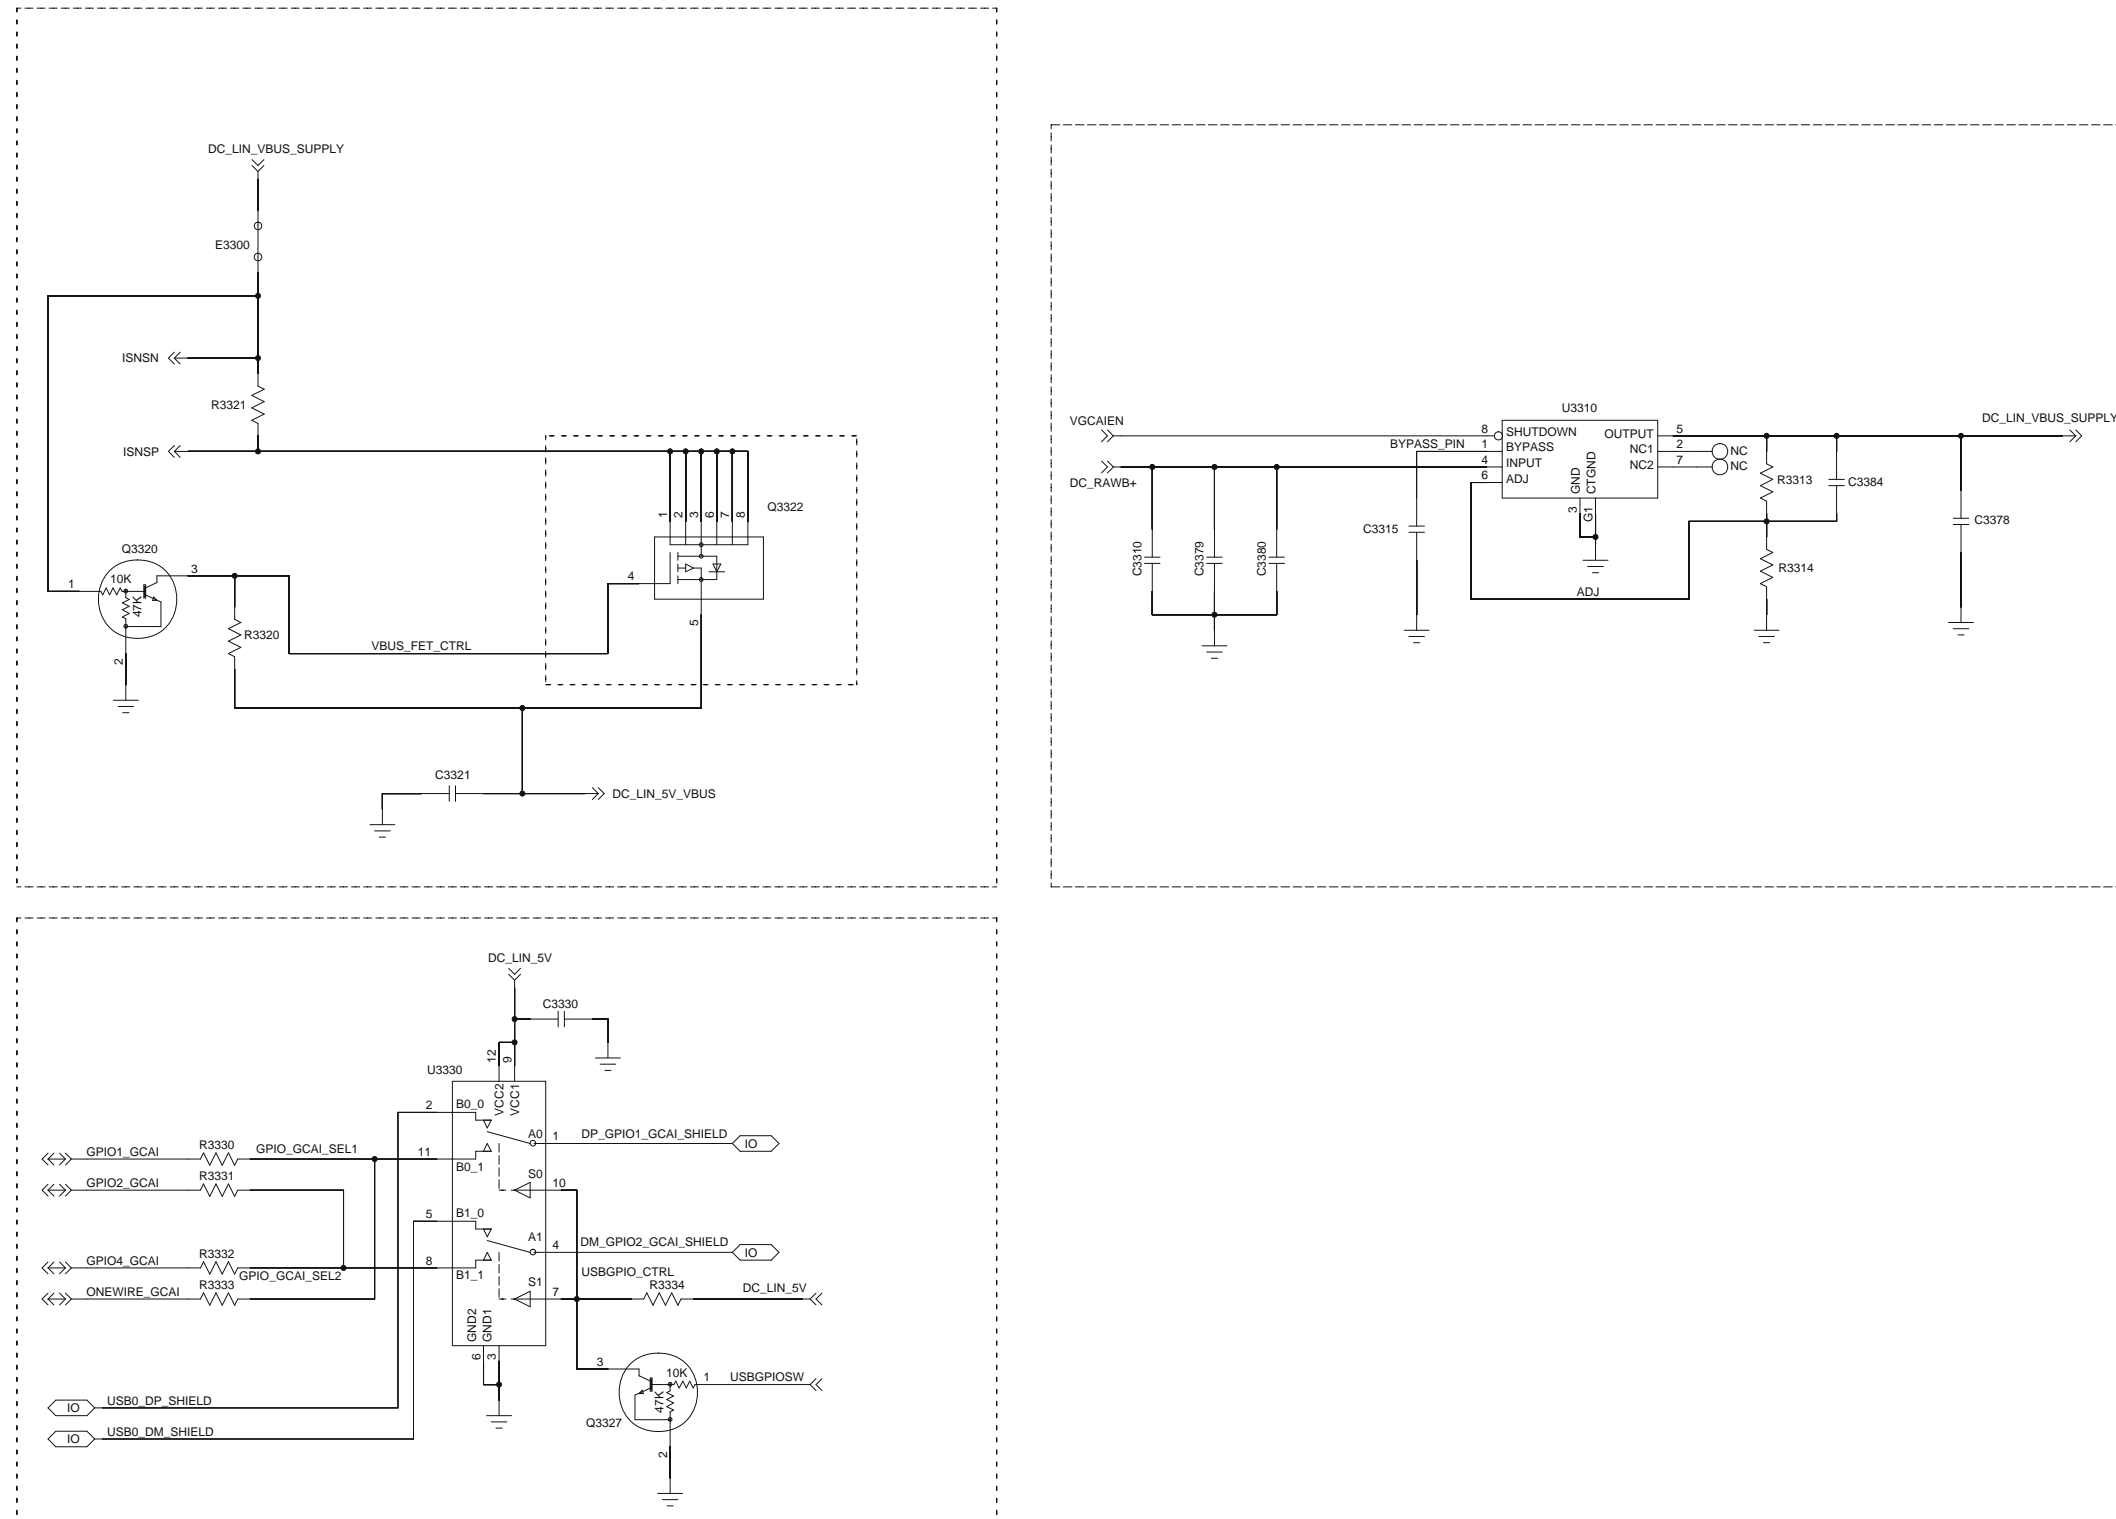 DC_LIN_VBUS_SUPPLY
E3300
ISNSN
R3321
ISNSP
Q3322
1 2 3 6 7 8
Q3320
10K
47K
1
3
2
R3320
VBUS_FET_CTRL
4
5
C3321
DC_LIN_5V_VBUS
U3310
VGCAIEN
DC_RAWB+
BYPASS_PIN
8 SHUTDOWN
1 BYPASS
4 INPUT
6 ADJ
OUTPUT 5
NC1 2 NC
NC2 7 NC
GND
CTGND
3
G1
DC_LIN_VBUS_SUPPLY
R3313
C3384
C3378
R3314
C3315
C3310
C3379
C3380
ADJ
DC_LIN_5V
C3330
12
9
U3330
VCC2
VCC1
2 B0_0
A0 1 DP_GPIO1_GCAI_SHIELD IO
GPIO1_GCAI R3330 GPIO_GCAI_SEL1 11 B0_1
S0 10
GPIO2_GCAI R3331
5 B1_0
A1 4 DM_GPIO2_GCAI_SHIELD IO
GPIO4_GCAI R3332 GPIO_GCAI_SEL2 8 B1_1
S1 7 USBGPIO_CTRL R3334 DC_LIN_5V
ONEWIRE_GCAI R3333
GND2
GND1
6
3
3
10K
47K
1 USBGPIOSW
Q3327
2
IO USB0_DP_SHIELD
IO USB0_DM_SHIELD